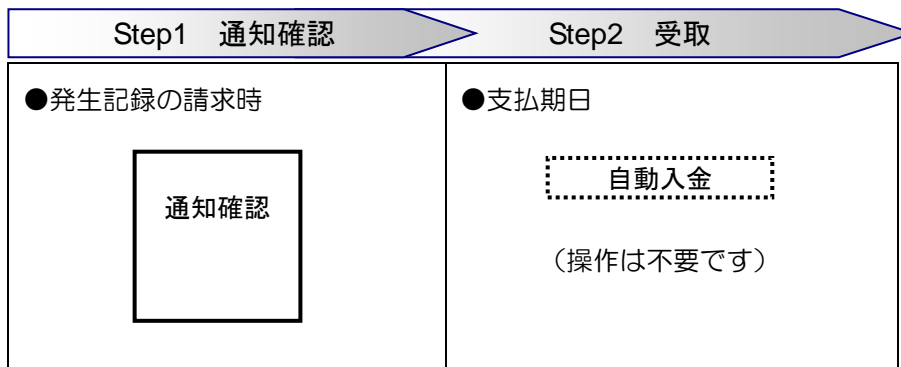 Step1 通知確認
Step2 受取
●発生記録の請求時
通知確認
●支払期日
自動入金
(操作は不要です)